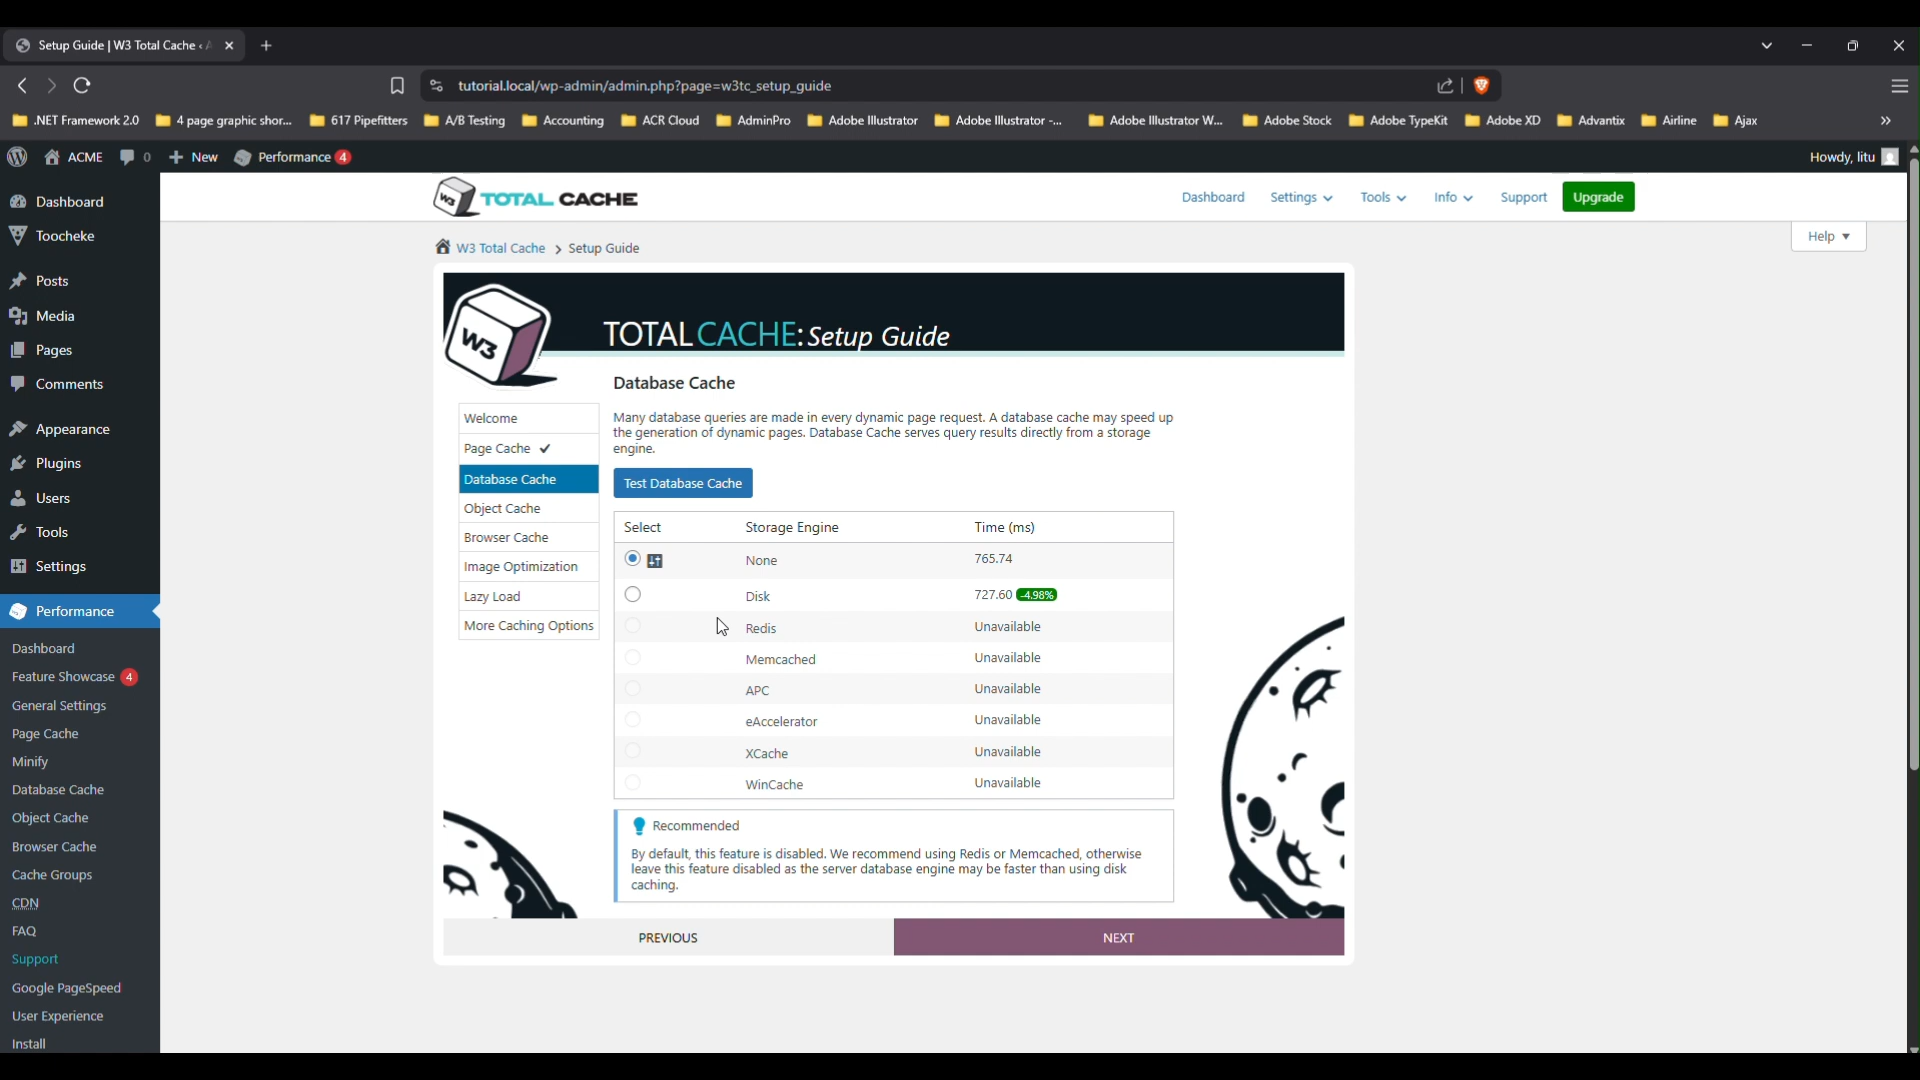 Setup Guide | W3 Total Cache ‹ A
tutorial.local/wp-admin/admin.php?page=w3tc_setup_guide
.NET Framework 2.0
4 page graphic shor...
617 Pipefitters
A/B Testing
Accounting
ACR Cloud
AdminPro
Adobe Illustrator
Adobe Illustrator -...
Adobe Illustrator W...
Adobe Stock
Adobe TypeKit
Adobe XD
Advantix
Airline
Ajax
»
ACME
0
New
Performance 4
Howdy, litu
Dashboard
Toocheke
Posts
Media
Pages
Comments
Appearance
Plugins
Users
Tools
Settings
Performance
Dashboard
Feature Showcase 4
General Settings
Page Cache
Minify
Database Cache
Object Cache
Browser Cache
Cache Groups
CDN
FAQ
Support
Google PageSpeed
User Experience
Install
W3 TOTAL CACHE
Dashboard
Settings
Tools
Info
Support
Upgrade
W3 Total Cache > Setup Guide
Help
W3
TOTAL CACHE: Setup Guide
Welcome
Page Cache ✓
Database Cache
Object Cache
Browser Cache
Image Optimization
Lazy Load
More Caching Options
Database Cache
Many database queries are made in every dynamic page request. A database cache may speed up
the generation of dynamic pages. Database Cache serves query results directly from a storage
engine.
Test Database Cache
Select Storage Engine Time (ms)
None 765.74
Disk 727.60 -4.98%
Redis Unavailable
Memcached Unavailable
APC Unavailable
eAccelerator Unavailable
XCache Unavailable
WinCache Unavailable
Recommended
By default, this feature is disabled. We recommend using Redis or Memcached, otherwise
leave this feature disabled as the server database engine may be faster than using disk
caching.
PREVIOUS
NEXT